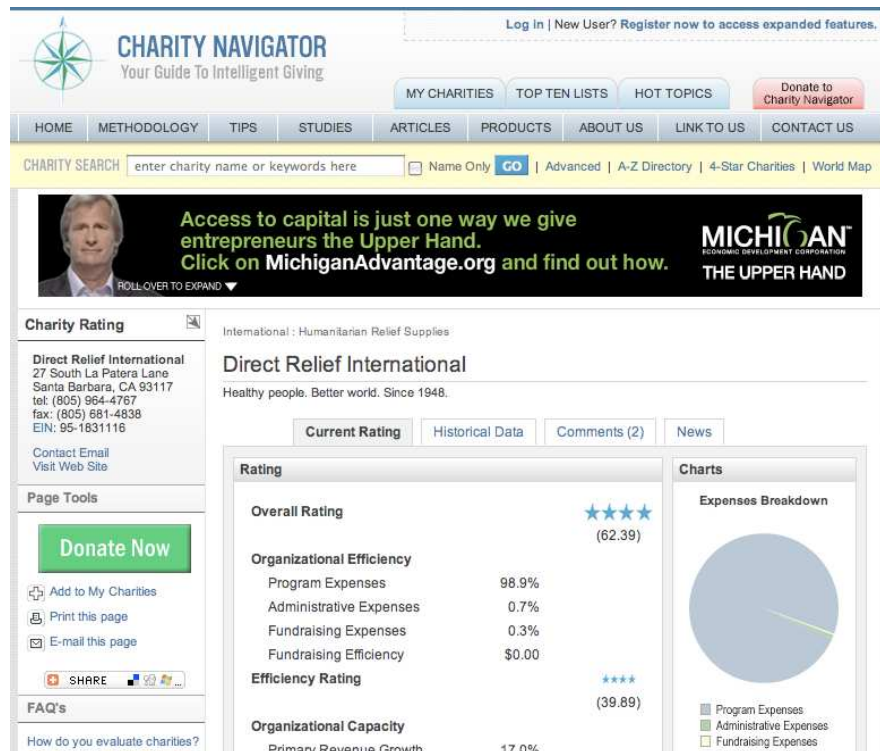 Log in | New User? Register now to access expanded features.
CHARITY NAVIGATOR
Your Guide To Intelligent Giving
MY CHARITIES TOP TEN LISTS HOT TOPICS Donate to Charity Navigator
HOME METHODOLOGY TIPS STUDIES ARTICLES PRODUCTS ABOUT US LINK TO US CONTACT US
CHARITY SEARCH enter charity name or keywords here Name Only GO | Advanced | A-Z Directory | 4-Star Charities | World Map
Access to capital is just one way we give
entrepreneurs the Upper Hand.
Click on MichiganAdvantage.org and find out how.
ROLL OVER TO EXPAND
MICHIGAN
ECONOMIC DEVELOPMENT CORPORATION
THE UPPER HAND
Charity Rating
Direct Relief International
27 South La Patera Lane
Santa Barbara, CA 93117
tel: (805) 964-4767
fax: (805) 681-4838
EIN: 95-1831116
Contact Email
Visit Web Site
Page Tools
Donate Now
Add to My Charities
Print this page
E-mail this page
SHARE
FAQ's
How do you evaluate charities?
International : Humanitarian Relief Supplies
Direct Relief International
Healthy people. Better world. Since 1948.
Current Rating Historical Data Comments (2) News
Rating
Overall Rating
(62.39)
Organizational Efficiency
Program Expenses 98.9%
Administrative Expenses 0.7%
Fundraising Expenses 0.3%
Fundraising Efficiency $0.00
Efficiency Rating
(39.89)
Organizational Capacity
Primary Revenue Growth 17.0%
Charts
Expenses Breakdown
Program Expenses
Administrative Expenses
Fundraising Expenses